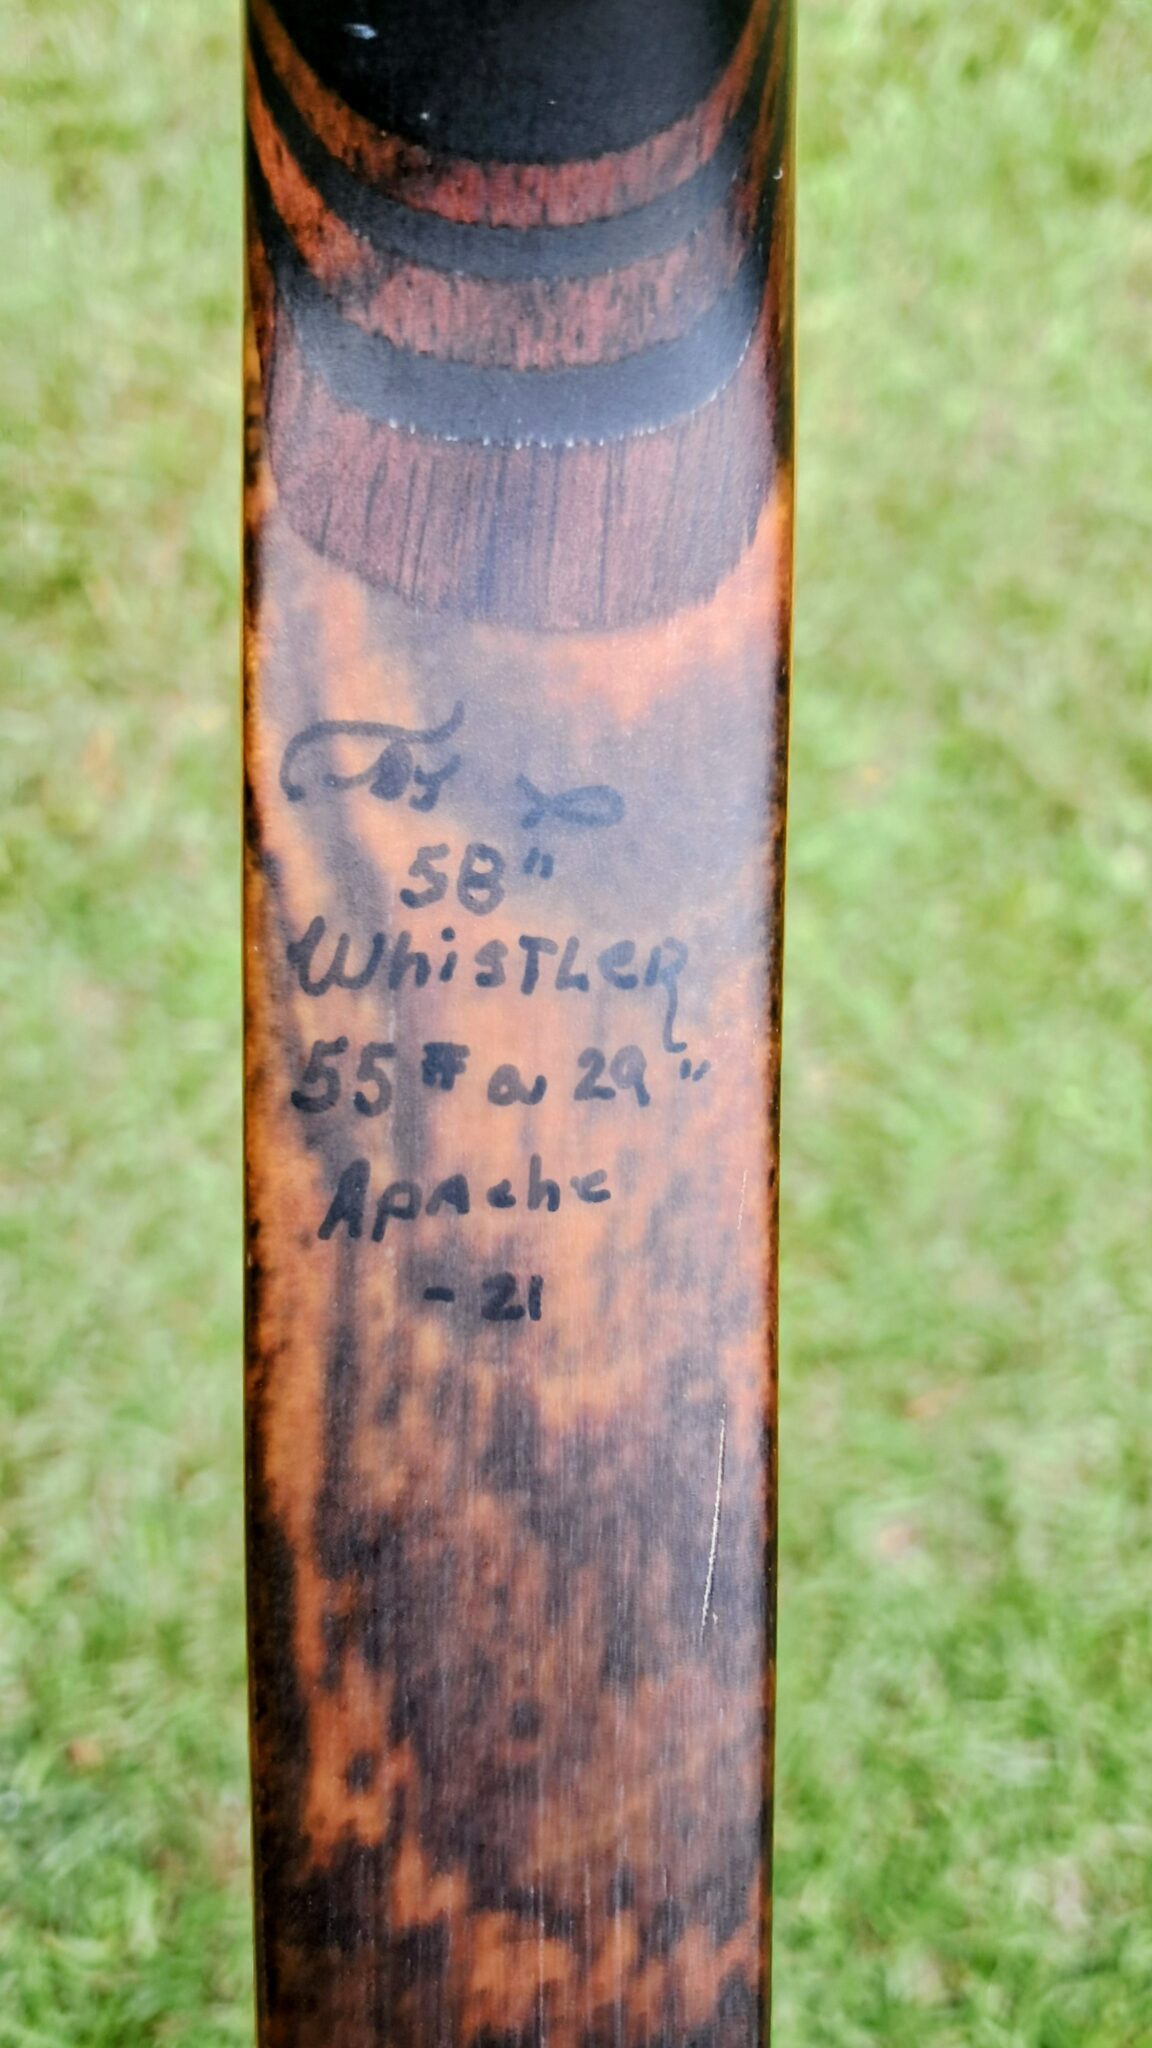 58"
WhisTLeR
55# @ 29"
Apache
- 21